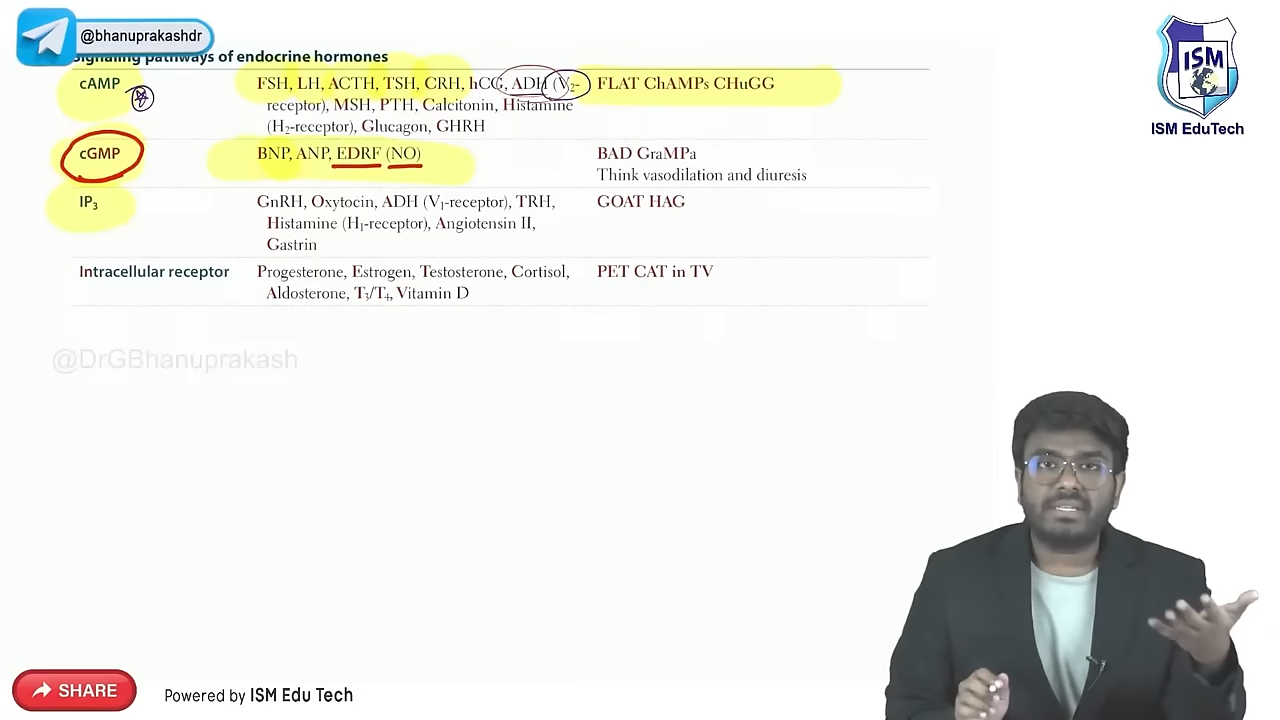 @bhanuprakashdr
Signaling pathways of endocrine hormones
cAMP
FSH, LH, ACTH, TSH, CRH, hCG, ADH (V2-
receptor), MSH, PTH, Calcitonin, Histamine
(H2-receptor), Glucagon, GHRH
FLAT ChAMPs CHuGG
cGMP
BNP, ANP, EDRF (NO)
BAD GraMPa
Think vasodilation and diuresis
IP3
GnRH, Oxytocin, ADH (V1-receptor), TRH,
Histamine (H1-receptor), Angiotensin II,
Gastrin
GOAT HAG
Intracellular receptor
Progesterone, Estrogen, Testosterone, Cortisol,
Aldosterone, T3/T4, Vitamin D
PET CAT in TV
@DrGBhanuprakash
ISM
ISM EduTech
SHARE
Powered by ISM Edu Tech